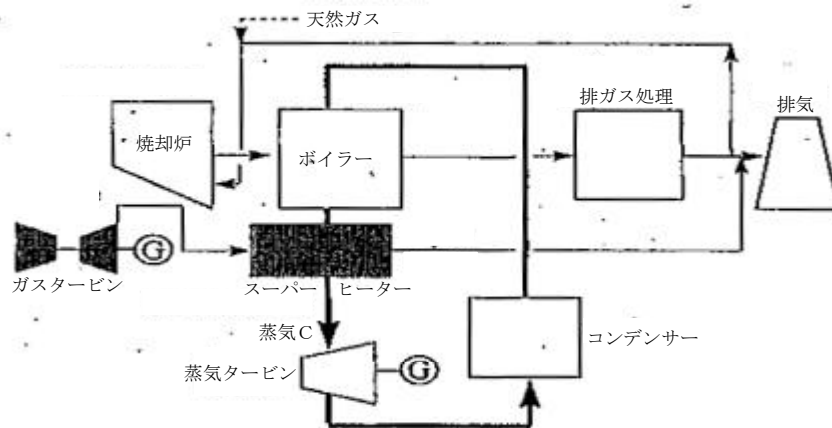 天然ガス
排ガス処理
排気
焼却炉
ボイラー
G
ガスタービン
スーパー ヒーター
蒸気C
コンデンサー
蒸気タービン
G